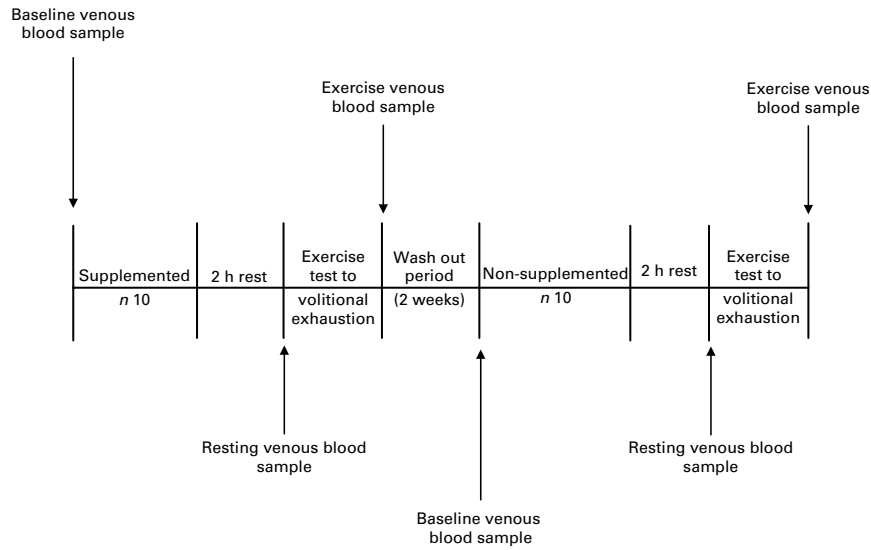 Baseline venous
blood sample
Exercise venous
blood sample
Exercise venous
blood sample
Supplemented
n 10
2 h rest
Exercise
test to
volitional
exhaustion
Wash out
period
(2 weeks)
Non-supplemented
n 10
2 h rest
Exercise
test to
volitional
exhaustion
Resting venous blood
sample
Baseline venous
blood sample
Resting venous blood
sample